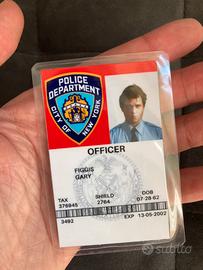 POLICE
DEPARTMENT
CITY OF
NEW YORK
OFFICER
FIGGIS
GARY
TAX SHIELD DOB
376845 2764 07-28-62
3492 EXP 13-05-2002
subito